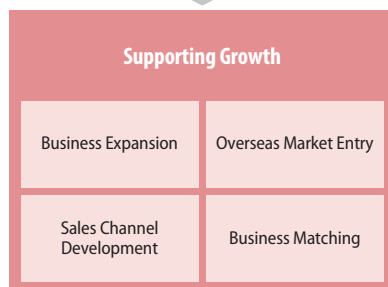 Supporting Growth
Business Expansion
Overseas Market Entry
Sales Channel
Development
Business Matching